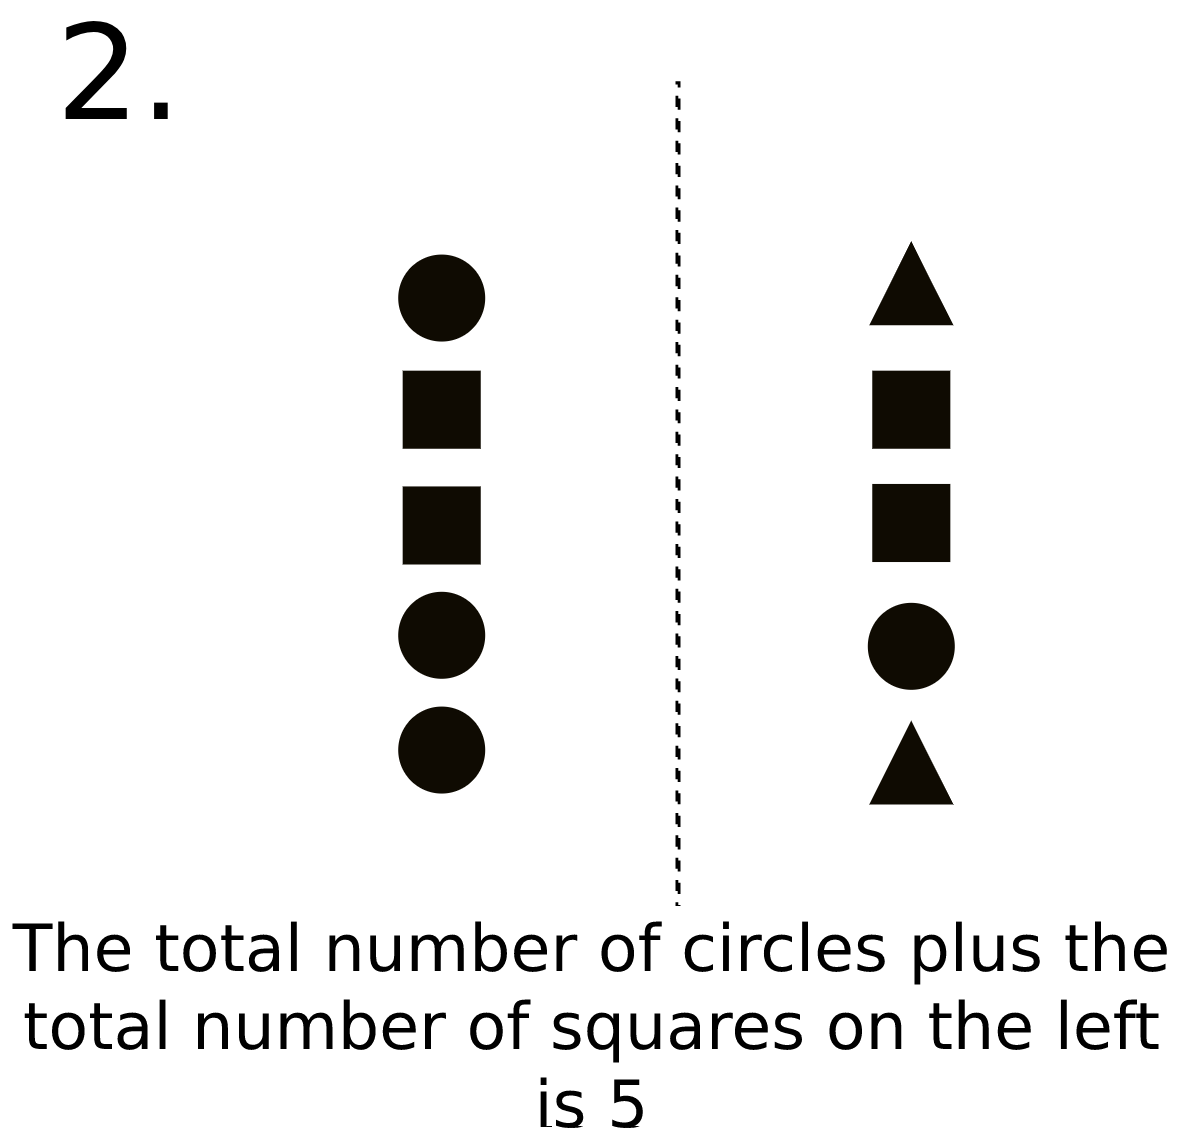 2.
The total number of circles plus the
total number of squares on the left
is 5